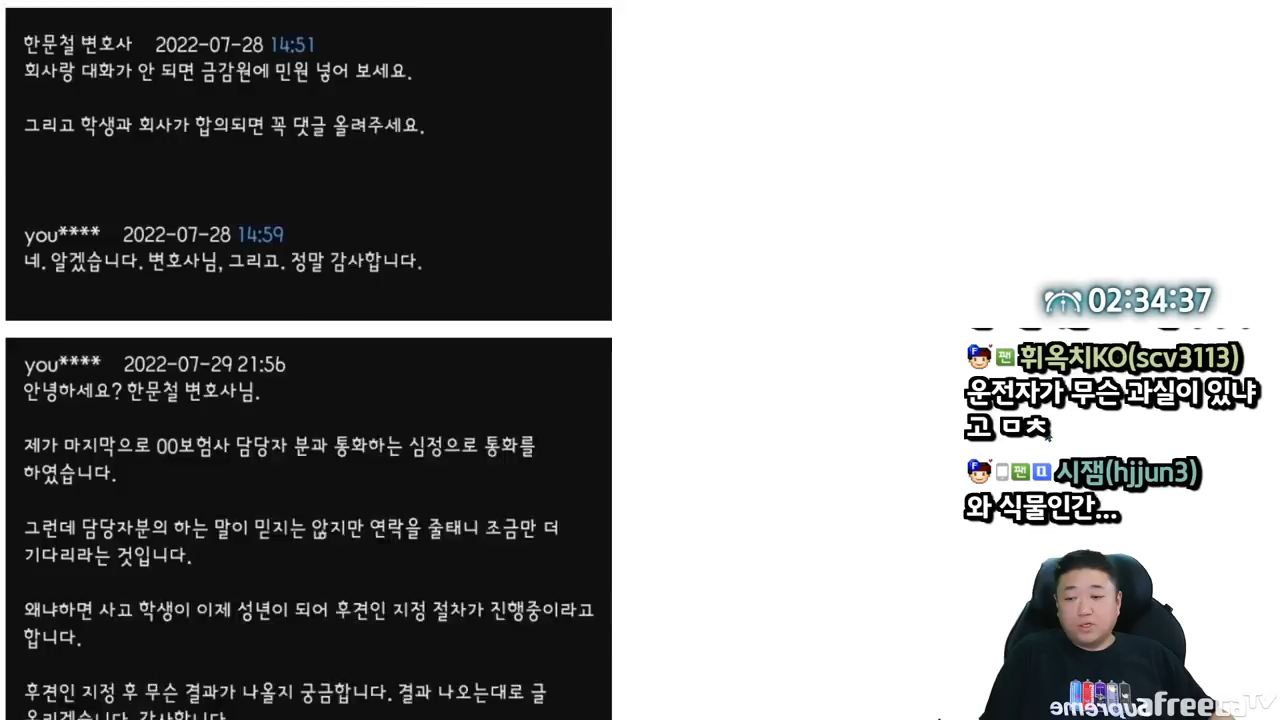 한문철 변호사 2022-07-28 14:51
회사랑 대화가 안 되면 금감원에 민원 넣어 보세요.
그리고 학생과 회사가 합의되면 꼭 댓글 올려주세요.
you**** 2022-07-28 14:59
네. 알겠습니다. 변호사님, 그리고. 정말 감사합니다.
you**** 2022-07-29 21:56
안녕하세요? 한문철 변호사님.
제가 마지막으로 00보험사 담당자 분과 통화하는 심정으로 통화를
하였습니다.
그런데 담당자분의 하는 말이 믿지는 않지만 연락을 줄태니 조금만 더
기다리라는 것입니다.
왜냐하면 사고 학생이 이제 성년이 되어 후견인 지정 절차가 진행중이라고
합니다.
후견인 지정 후 무슨 결과가 나올지 궁금합니다. 결과 나오는대로 글
올리겠습니다. 감사합니다.
02:34:37
휘옥치KO(scv3113)
운전자가 무슨 과실이 있냐
고 ㅁㅊ
시잼(hjjun3)
와 식물인간...
Supreme
afreecaTV